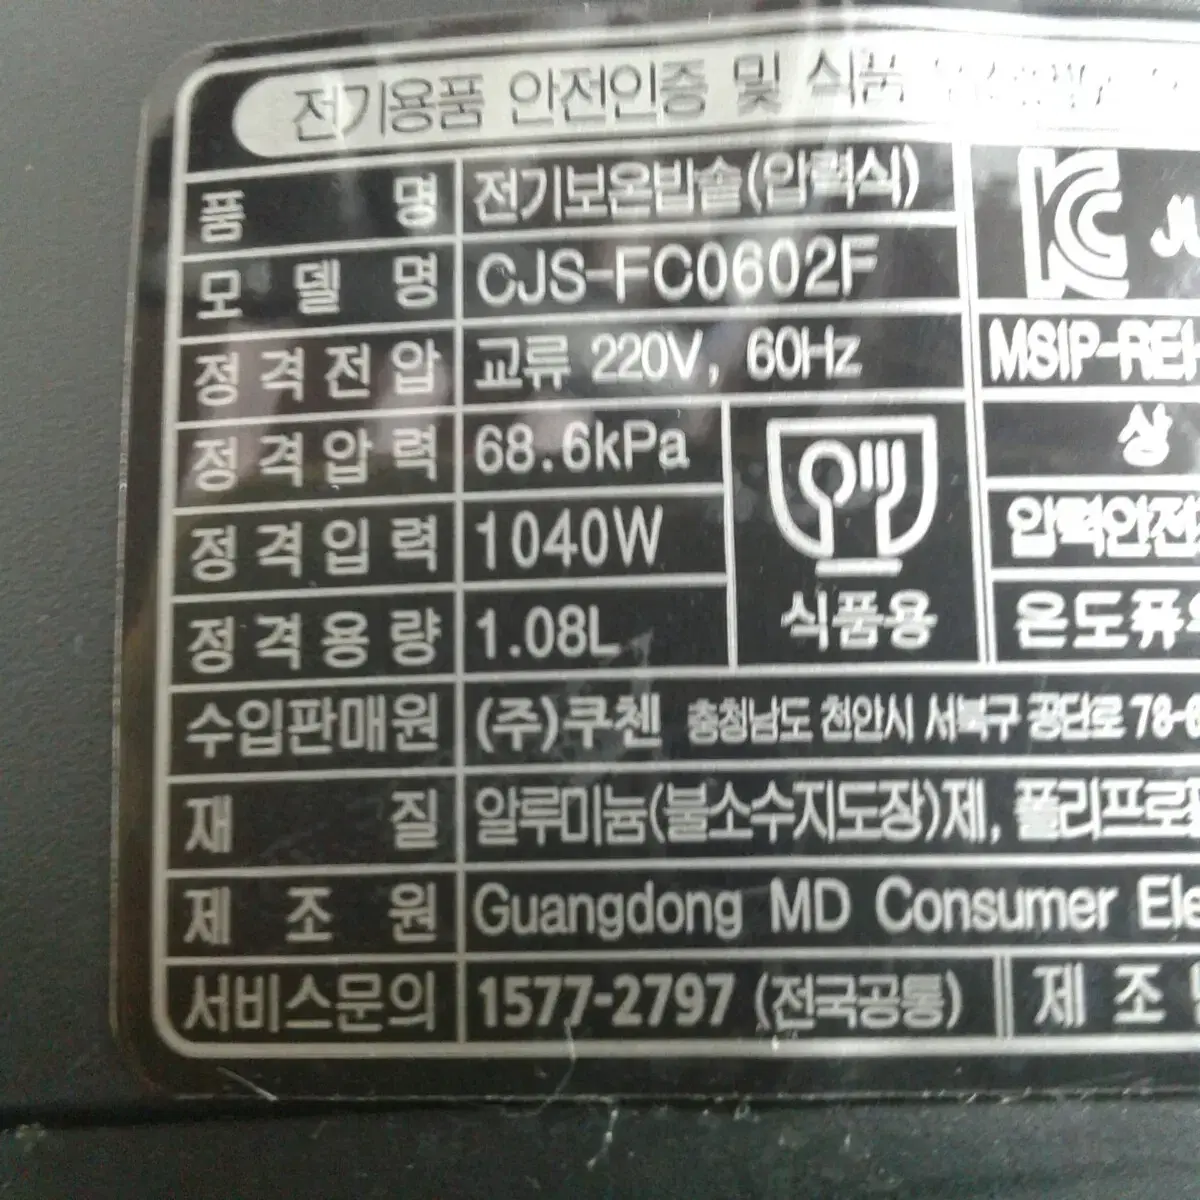 전기용품 안전인증 및 식품
품 명 전기보온밥솥(압력식)
모 델 명 CJS-FC0602F
정 격 전 압 교류 220V, 60Hz
MSIP-REI-
정 격 압 력 68.6kPa
상
정 격 입 력 1040W
압력안전
식품용
정 격 용 량 1.08L
온도퓨
수입판매원 (주)쿠첸 충청남도 천안시 서북구 공단로 78-
재 질 알루미늄(불소수지도장)제, 폴리프로
제 조 원 Guangdong MD Consumer Ele
서비스문의 1577-2797 (전국공통) 제 조